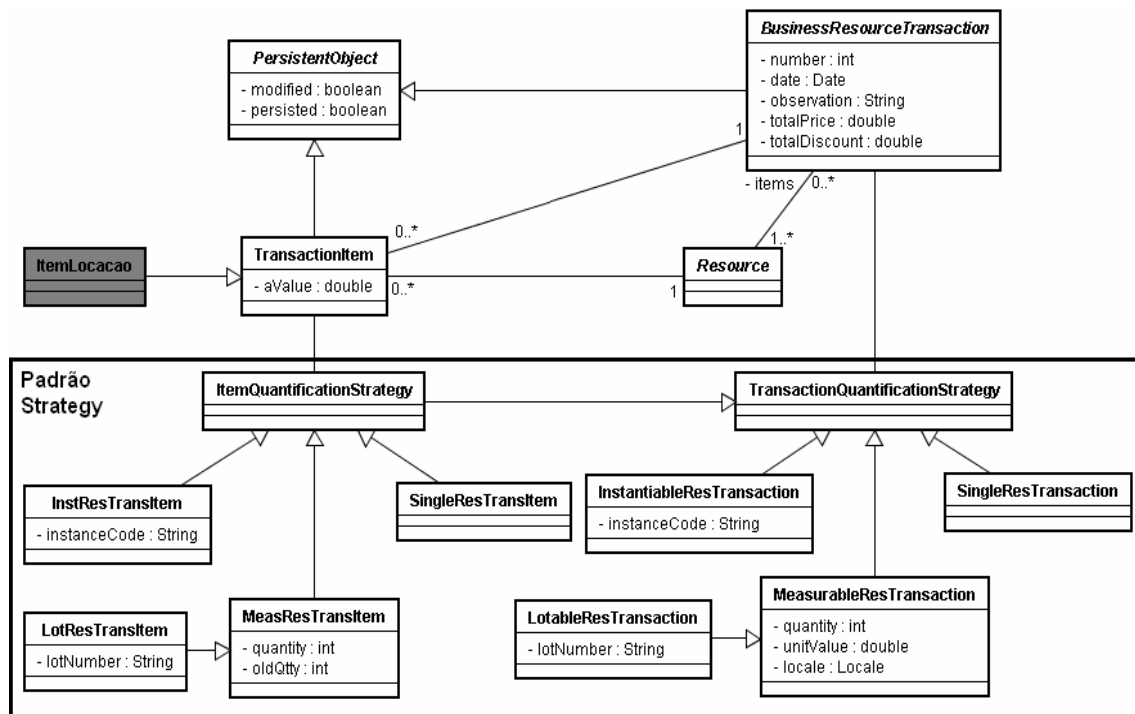 BusinessResourceTransaction
- number : int
- date : Date
- observation : String
- totalPrice : double
- totalDiscount : double
PersistentObject
- modified : boolean
- persisted : boolean
1
- items
0..*
0..*
1..*
ItemLocacao
TransactionItem
- aValue : double
0..*
1
Resource
Padrão
Strategy
ItemQuantificationStrategy
TransactionQuantificationStrategy
InstResTransItem
- instanceCode : String
SingleResTransItem
InstantiableResTransaction
- instanceCode : String
SingleResTransaction
LotResTransItem
- lotNumber : String
MeasResTransItem
- quantity : int
- oldQtty : int
LotableResTransaction
- lotNumber : String
MeasurableResTransaction
- quantity : int
- unitValue : double
- locale : Locale